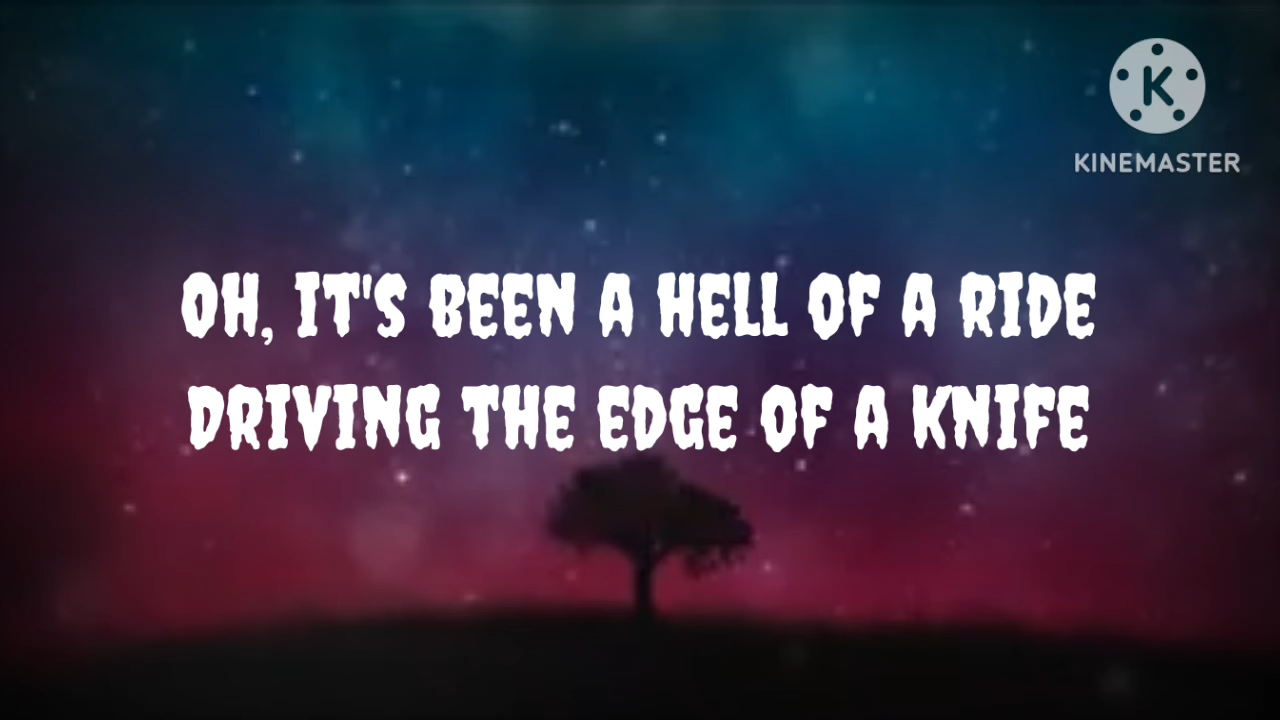 K
KINEMASTER
OH, IT'S BEEN A HELL OF A RIDE
DRIVING THE EDGE OF A KNIFE